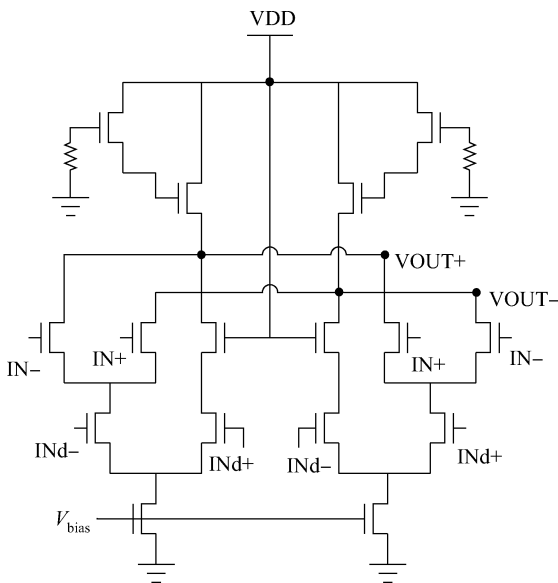 VDD
VOUT+
VOUT−
IN−
IN+
IN+
IN−
INd−
INd+
INd−
INd+
Vbias